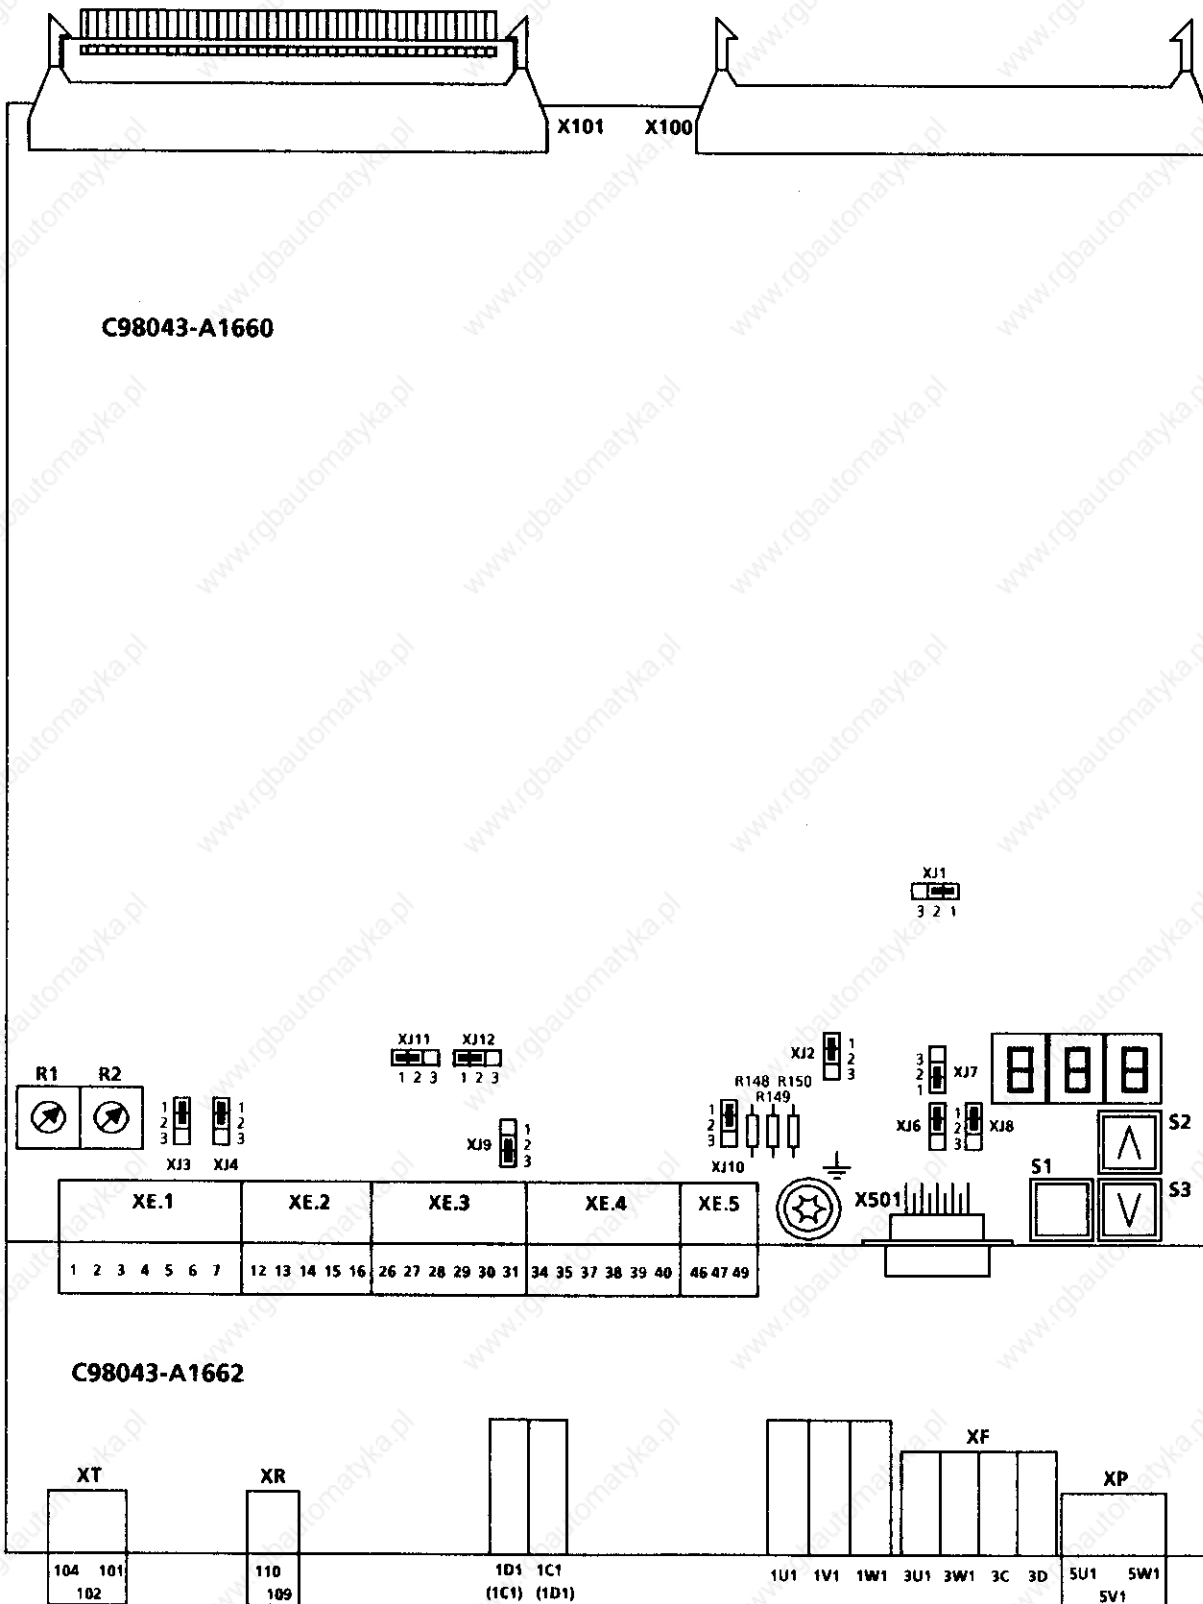 X101 X100
C98043-A1660
XJ1
3 2 1
XJ11 XJ12
1 2 3 1 2 3
XJ2
1
2
3
3
2
1
XJ7
R1 R2
R148 R150
R149
1
2
3
XJ3
1
2
3
XJ4
XJ9
1
2
3
1
2
3
XJ10
XJ6
1
2
3
XJ8
S2
S1
S3
XE.1 XE.2 XE.3 XE.4 XE.5
X501
1 2 3 4 5 6 7 12 13 14 15 16 26 27 28 29 30 31 34 35 37 38 39 40 46 47 49
C98043-A1662
XT XR XF XP
104 101
102
110
109
1D1 1C1
(1C1) (1D1)
1U1 1V1 1W1 3U1 3W1 3C 3D 5U1 5W1
5V1
www.rgbautomatyka.pl